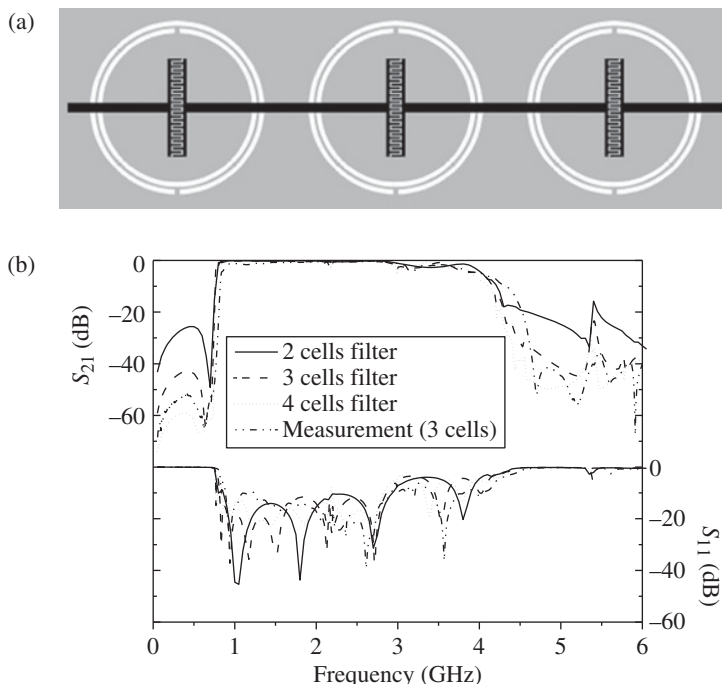 (a)
(b)
0
−20
−40
−60
S21 (dB)
2 cells filter
3 cells filter
4 cells filter
Measurement (3 cells)
0
−20
−40
−60
S11 (dB)
0 1 2 3 4 5 6
Frequency (GHz)